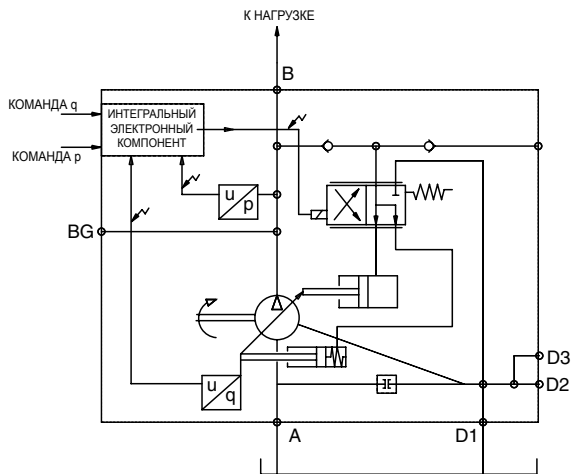 К НАГРУЗКЕ
B
КОМАНДА q
ИНТЕГРАЛЬНЫЙ
ЭЛЕКТРОННЫЙ
КОМПОНЕНТ
КОМАНДА p
u
p
BG
D3
u
q
D2
A
D1